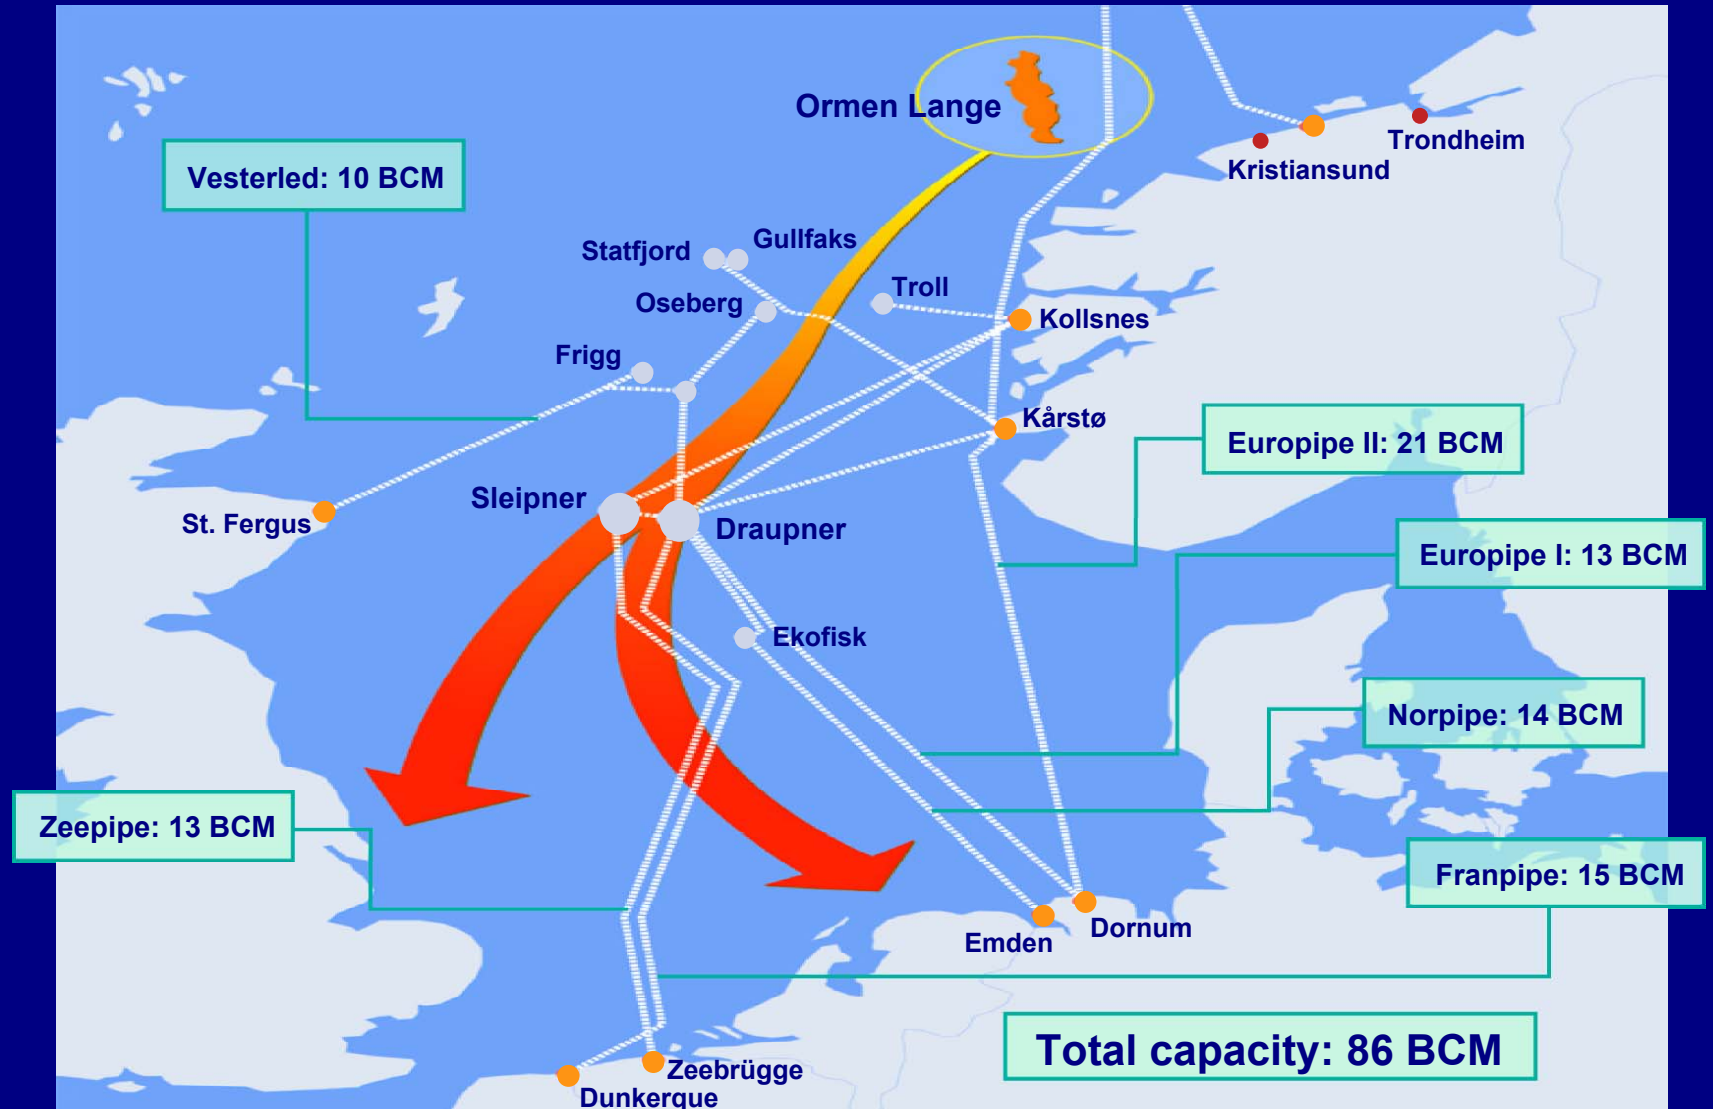 Ormen Lange
Trondheim
Kristiansund
Vesterled: 10 BCM
Statfjord
Gullfaks
Troll
Oseberg
Kollsnes
Frigg
Kårstø
Europipe II: 21 BCM
Sleipner
St. Fergus
Draupner
Europipe I: 13 BCM
Ekofisk
Norpipe: 14 BCM
Zeepipe: 13 BCM
Franpipe: 15 BCM
Dornum
Emden
Total capacity: 86 BCM
Zeebrügge
Dunkerque